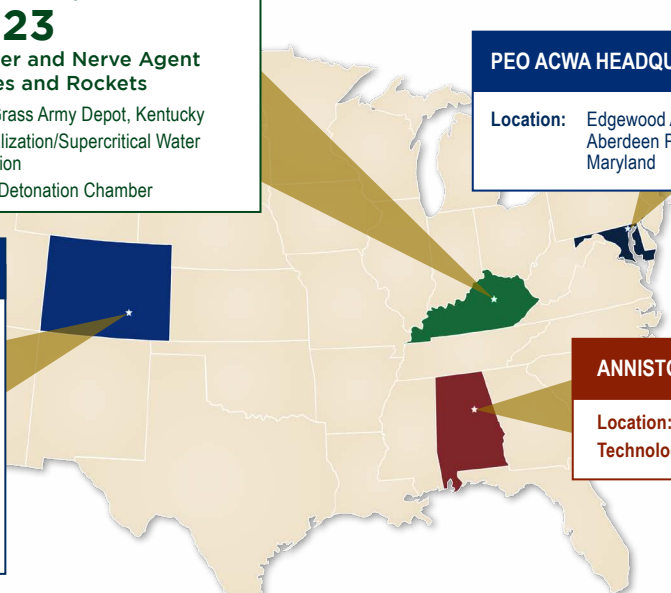 23
er and Nerve Agent
es and Rockets
Grass Army Depot, Kentucky
lization/Supercritical Water
ion
Detonation Chamber
PEO ACWA HEADQU
Location: Edgewood A
Aberdeen P
Maryland
ANNISTO
Location:
Technolo